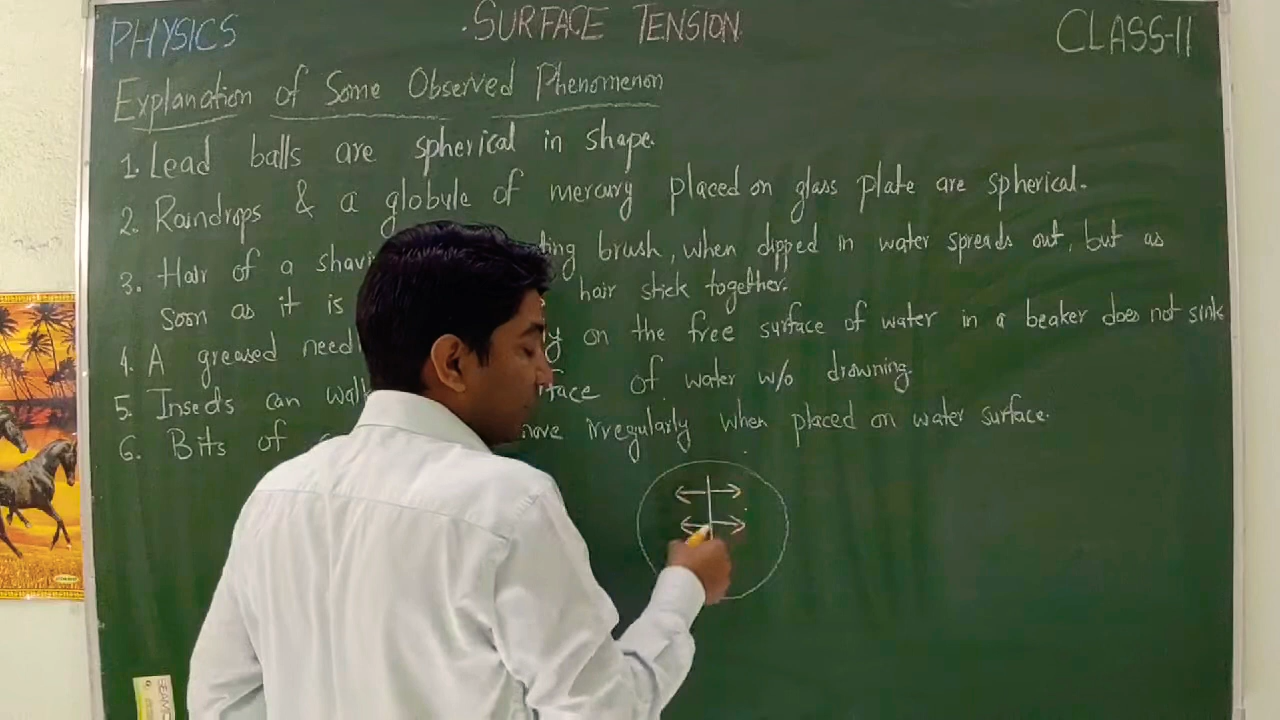 PHYSICS
SURFACE TENSION
CLASS-11
Explanation of Some Observed Phenomenon
1. Lead balls are spherical in shape.
2. Raindrops & a globule of mercury placed on glass plate are spherical.
3. Hair of a shavi ting brush, when dipped in water spreads out, but as
soon as it is hair stick together.
4. A greased need y on the free surface of water in a beaker does not sink
5. Insects can walk rface of water w/o drowning.
6. Bits of move irregularly when placed on water surface.